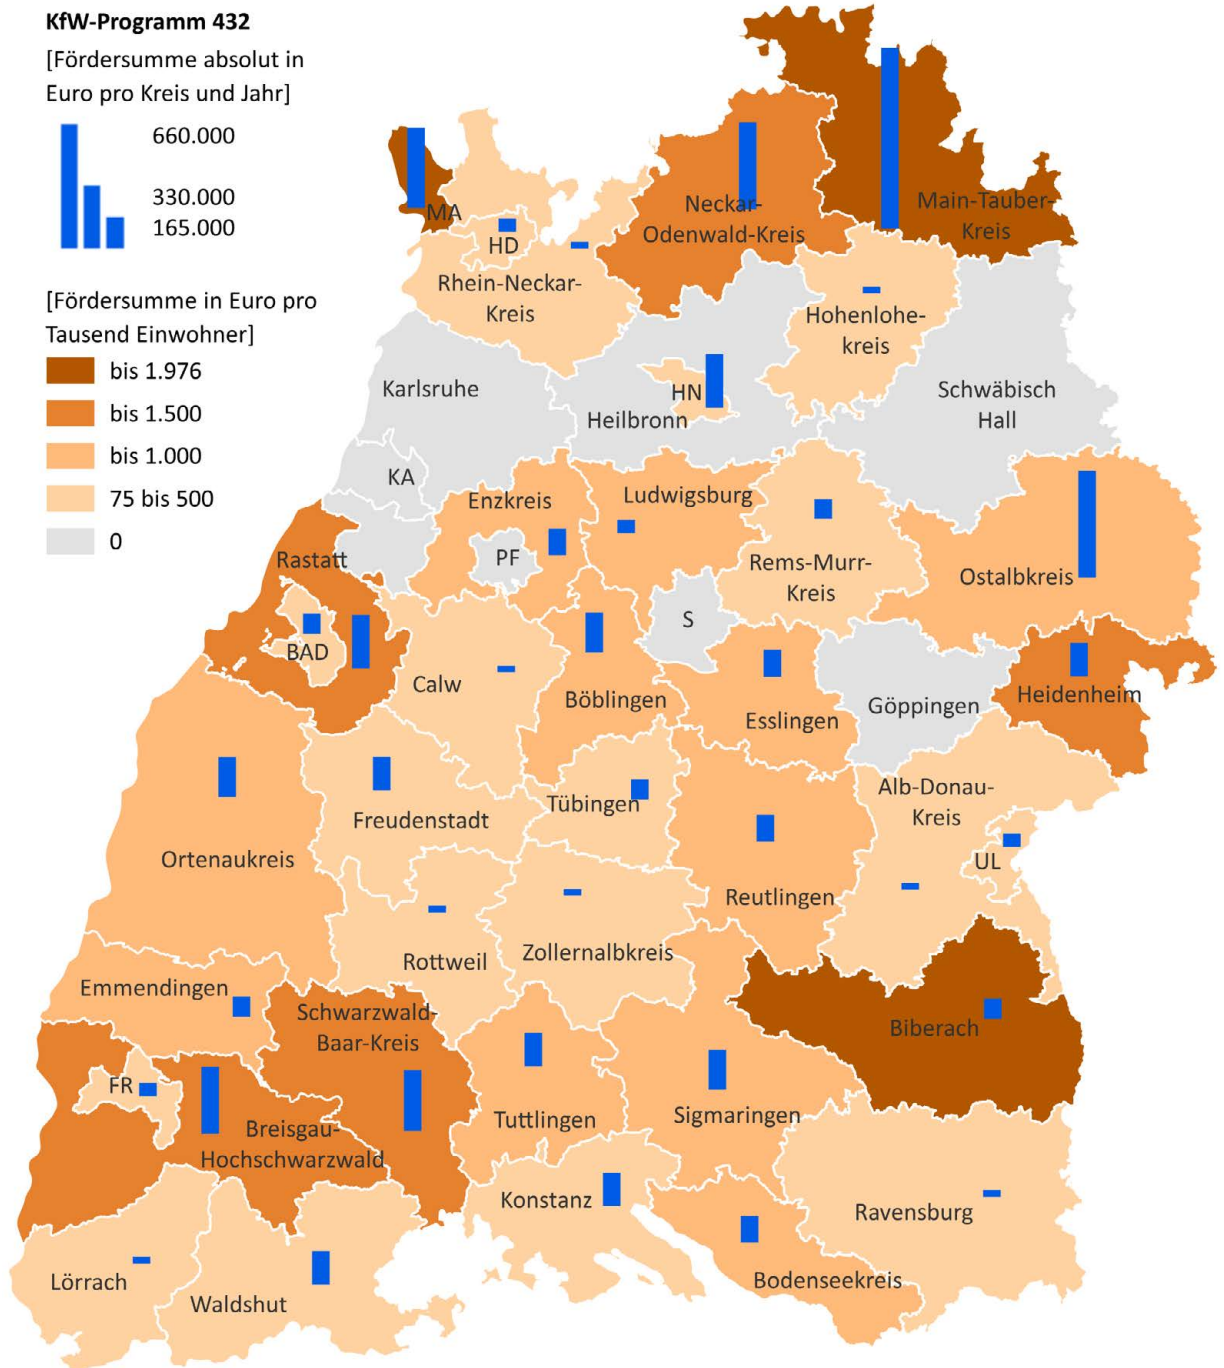 KfW-Programm 432
[Fördersumme absolut in
Euro pro Kreis und Jahr]
660.000
330.000
165.000
[Fördersumme in Euro pro
Tausend Einwohner]
bis 1.976
bis 1.500
bis 1.000
75 bis 500
0
MA
HD
Rhein-Neckar-
Kreis
Neckar-
Odenwald-Kreis
Main-Tauber-
Kreis
Hohenlohe-
kreis
Karlsruhe
HN
Heilbronn
Schwäbisch
Hall
KA
Enzkreis
Ludwigsburg
PF
Rems-Murr-
Kreis
Ostalbkreis
Rastatt
BAD
S
Calw
Böblingen
Esslingen
Göppingen
Heidenheim
Freudenstadt
Tübingen
Alb-Donau-
Kreis
UL
Ortenaukreis
Reutlingen
Rottweil
Zollernalbkreis
Emmendingen
Schwarzwald-
Baar-Kreis
Biberach
FR
Breisgau-
Hochschwarzwald
Tuttlingen
Sigmaringen
Konstanz
Ravensburg
Lörrach
Waldshut
Bodenseekreis